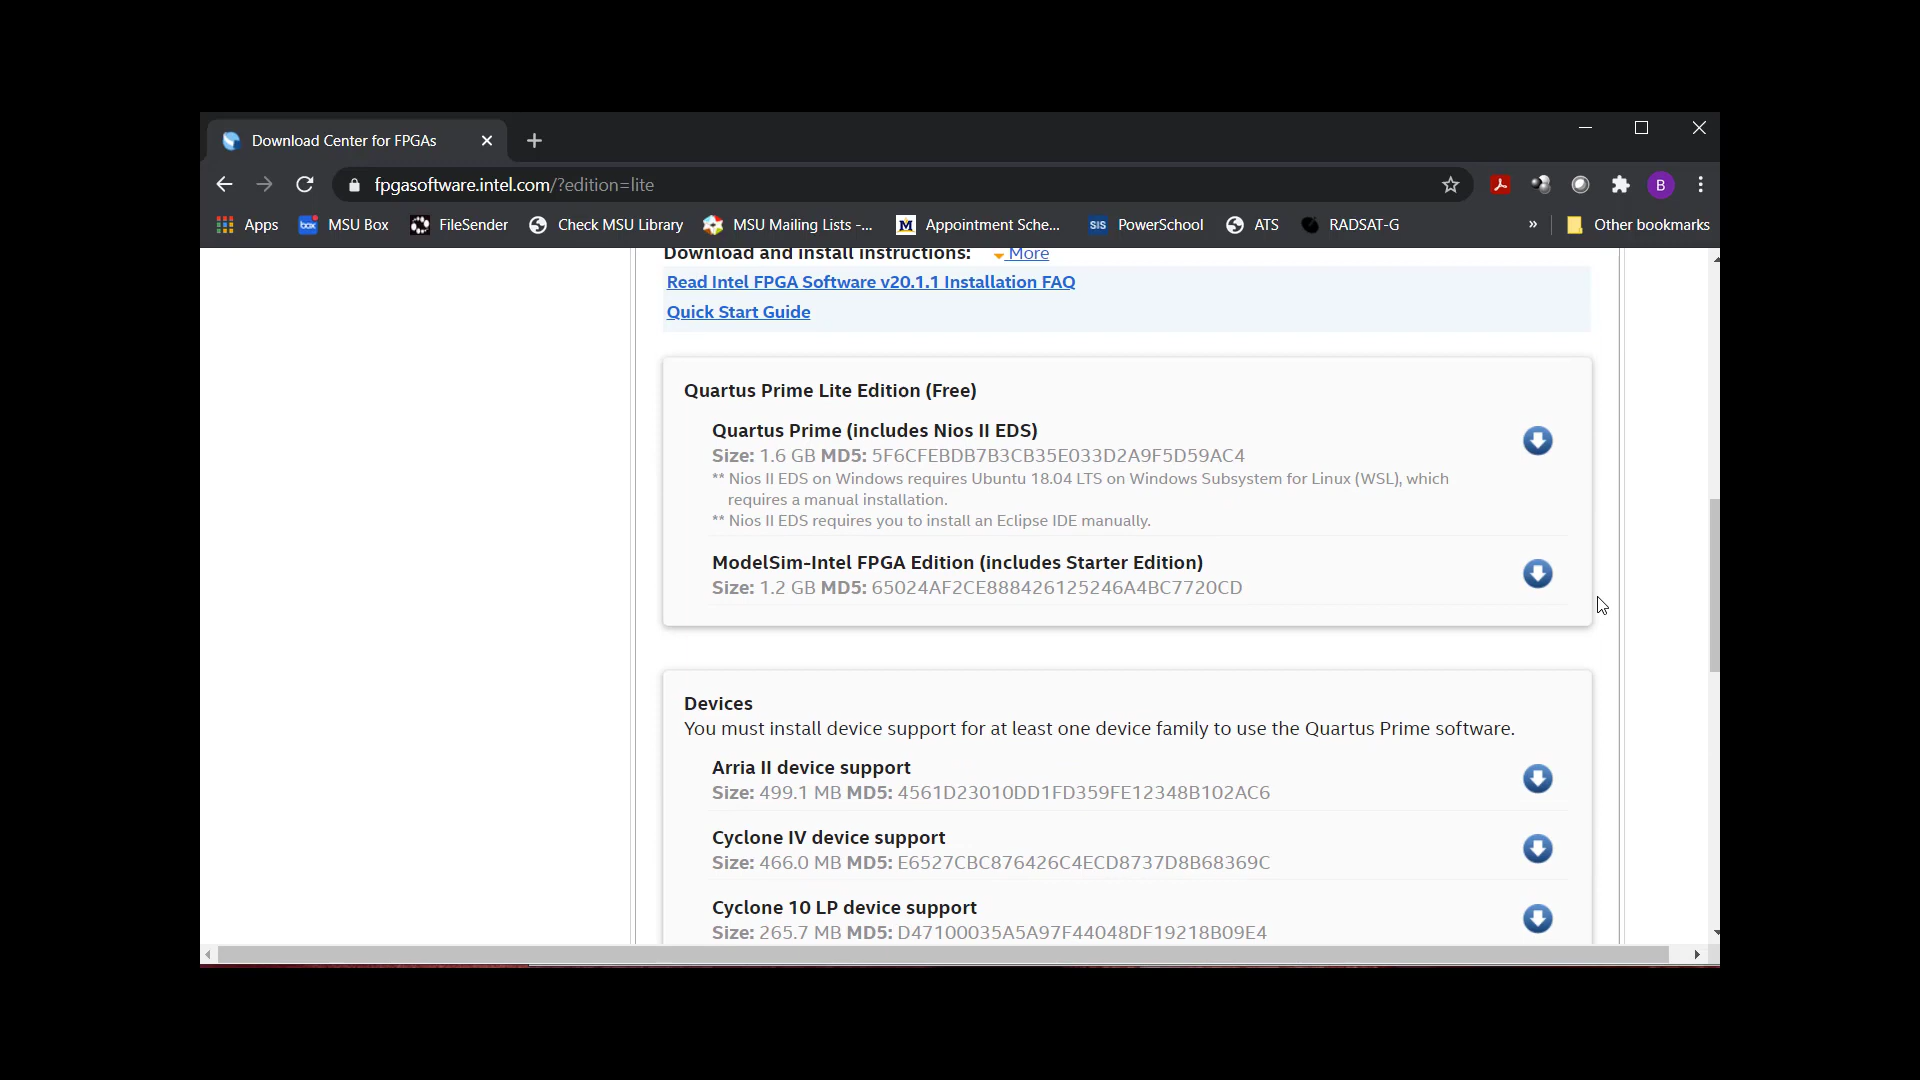 Download Center for FPGAs
fpgasoftware.intel.com/?edition=lite
B
Apps
box
MSU Box
FileSender
Check MSU Library
MSU Mailing Lists -...
M
Appointment Sche...
SIS
PowerSchool
ATS
RADSAT-G
»
Other bookmarks
Download and install instructions:
More
Read Intel FPGA Software v20.1.1 Installation FAQ
Quick Start Guide
Quartus Prime Lite Edition (Free)
Quartus Prime (includes Nios II EDS)
Size: 1.6 GB MD5: 5F6CFEBDB7B3CB35E033D2A9F5D59AC4
** Nios II EDS on Windows requires Ubuntu 18.04 LTS on Windows Subsystem for Linux (WSL), which
requires a manual installation.
** Nios II EDS requires you to install an Eclipse IDE manually.
ModelSim-Intel FPGA Edition (includes Starter Edition)
Size: 1.2 GB MD5: 65024AF2CE888426125246A4BC7720CD
Devices
You must install device support for at least one device family to use the Quartus Prime software.
Arria II device support
Size: 499.1 MB MD5: 4561D23010DD1FD359FE12348B102AC6
Cyclone IV device support
Size: 466.0 MB MD5: E6527CBC876426C4ECD8737D8B68369C
Cyclone 10 LP device support
Size: 265.7 MB MD5: D47100035A5A97F44048DF19218B09E4